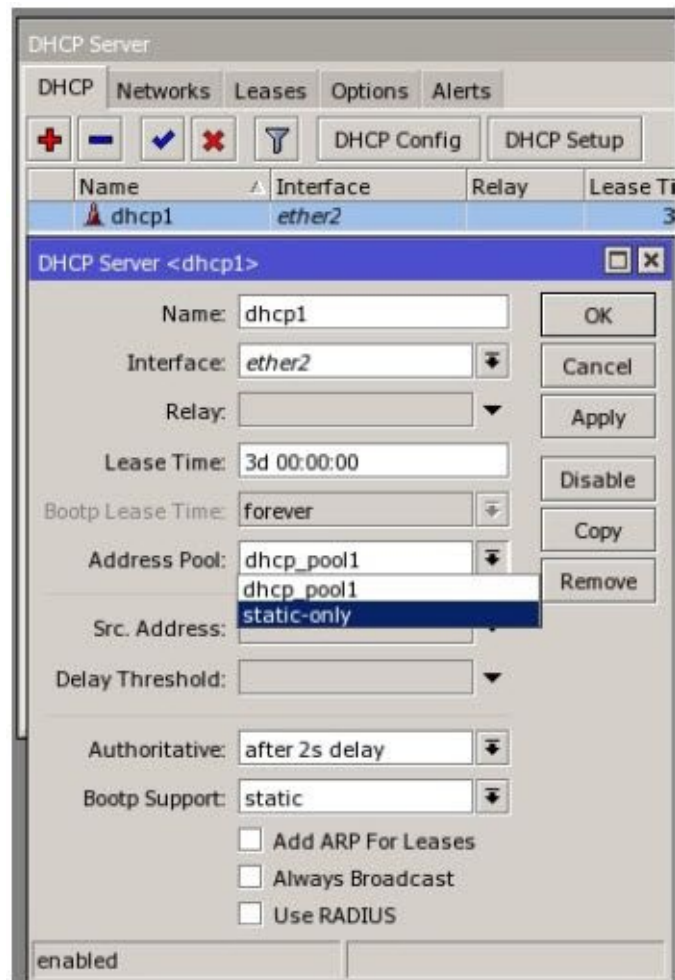 DHCP Server
DHCP Networks Leases Options Alerts
DHCP Config DHCP Setup
Name Interface Relay Lease Ti
dhcp1 ether2 3
DHCP Server <dhcp1>
Name: dhcp1 OK
Interface: ether2 Cancel
Relay: Apply
Lease Time: 3d 00:00:00
Disable
Bootp Lease Time: forever
Copy
Address Pool: dhcp_pool1
dhcp_pool1 Remove
static-only
Src. Address:
Delay Threshold:
Authoritative: after 2s delay
Bootp Support: static
Add ARP For Leases
Always Broadcast
Use RADIUS
enabled